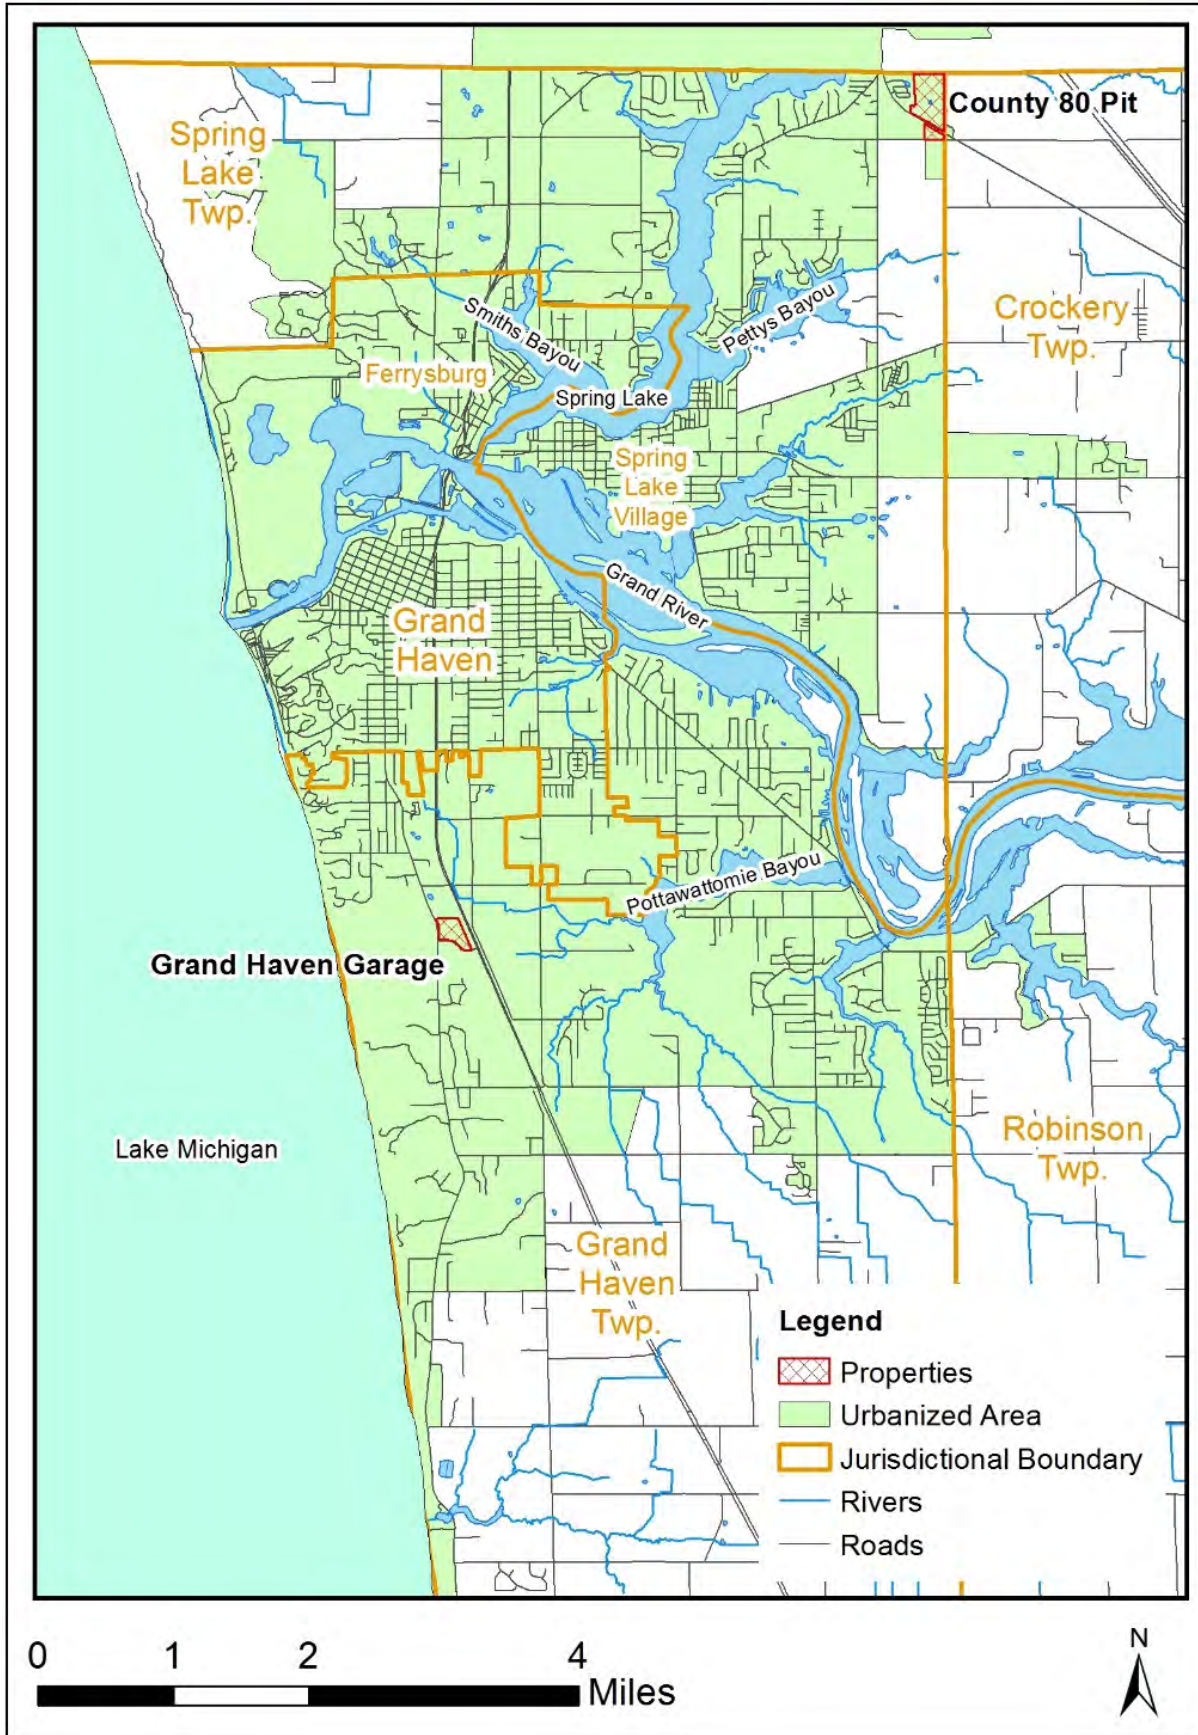 County 80 Pit
Spring
Lake
Twp.
Crockery
Twp.
Pettys Bayou
Smiths Bayou
Ferrysburg
Spring Lake
Spring
Lake
Village
Grand River
Grand
Haven
Pottawattomie Bayou
Grand Haven Garage
Lake Michigan
Robinson
Twp.
Grand
Haven
Twp.
Legend
Properties
Urbanized Area
Jurisdictional Boundary
Rivers
Roads
0 1 2 4
Miles
N